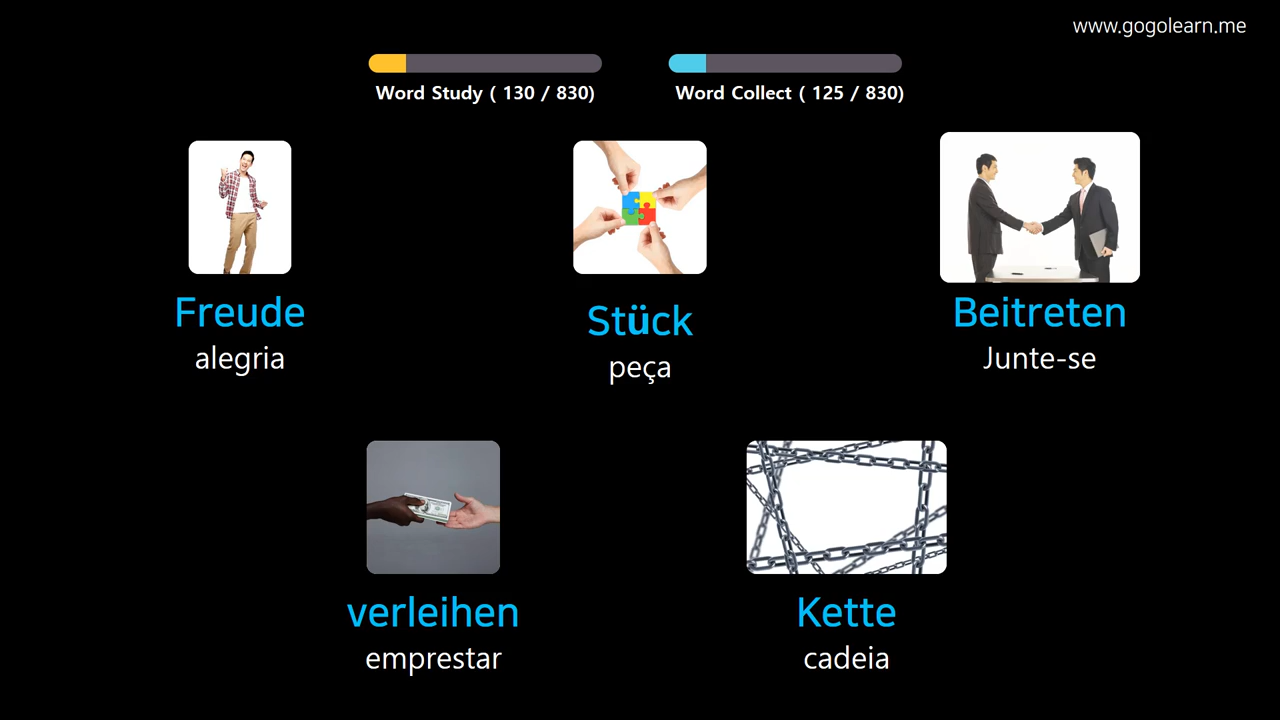 www.gogolearn.me
Word Study ( 130 / 830)
Word Collect ( 125 / 830)
Freude
alegria
Stück
peça
Beitreten
Junte-se
verleihen
emprestar
Kette
cadeia